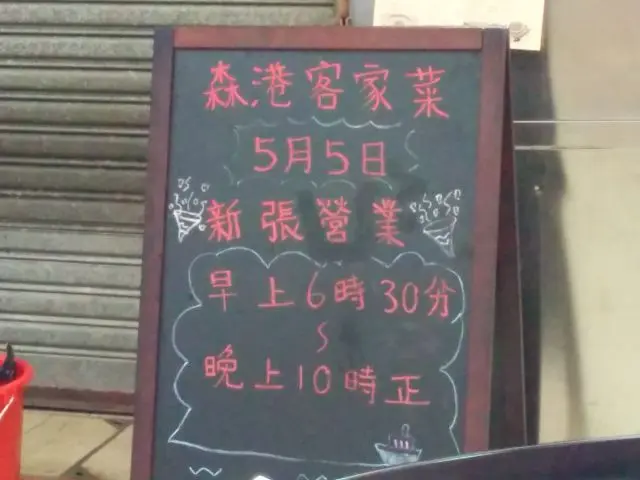 森港客家菜
5月5日
新張營業
早上6時30分
~
晚上10時正